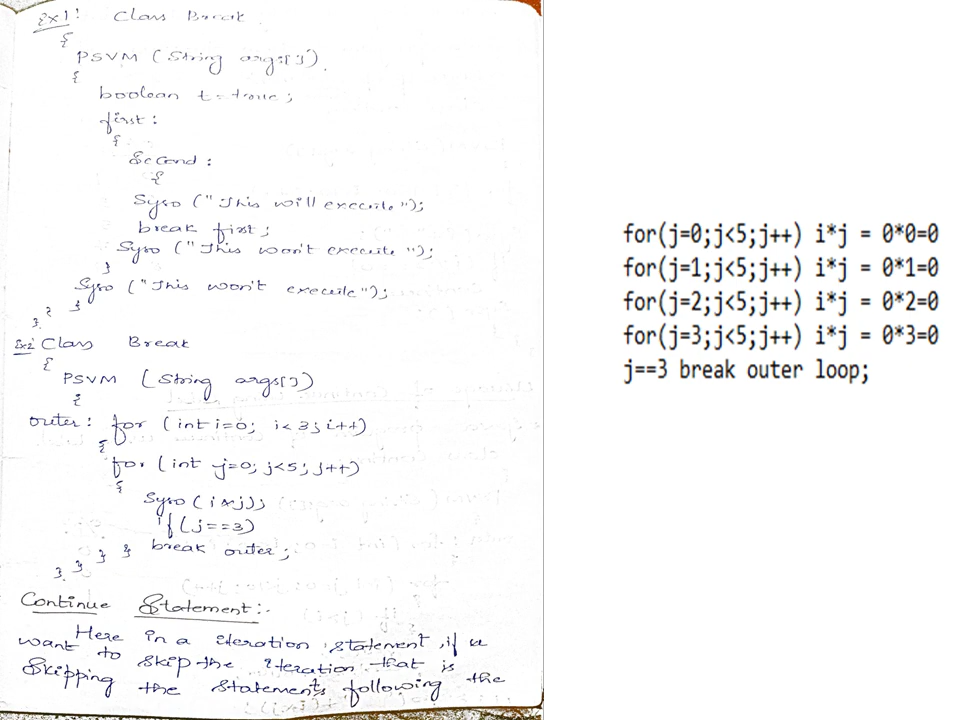 Ex1: Class Break
{
PSVM (String args[])
{
boolean t=true;
first:
{
Second:
{
Syso ("This will execute");
break first;
Syso ("This won't execute");
}
Syso ("This won't execute");
}
}
}
Ex2: Class Break
{
PSVM (String args[])
{
outer: for (int i=0; i<3; i++)
{
for (int j=0; j<5; j++)
{
Syso (i*j);
if (j==3)
break outer;
} }
} }
Continue Statement:-
Here in a iteration statement, if u
want to skip the iteration that is
Skipping the statements following the
for(j=0;j<5;j++) i*j = 0*0=0
for(j=1;j<5;j++) i*j = 0*1=0
for(j=2;j<5;j++) i*j = 0*2=0
for(j=3;j<5;j++) i*j = 0*3=0
j==3 break outer loop;